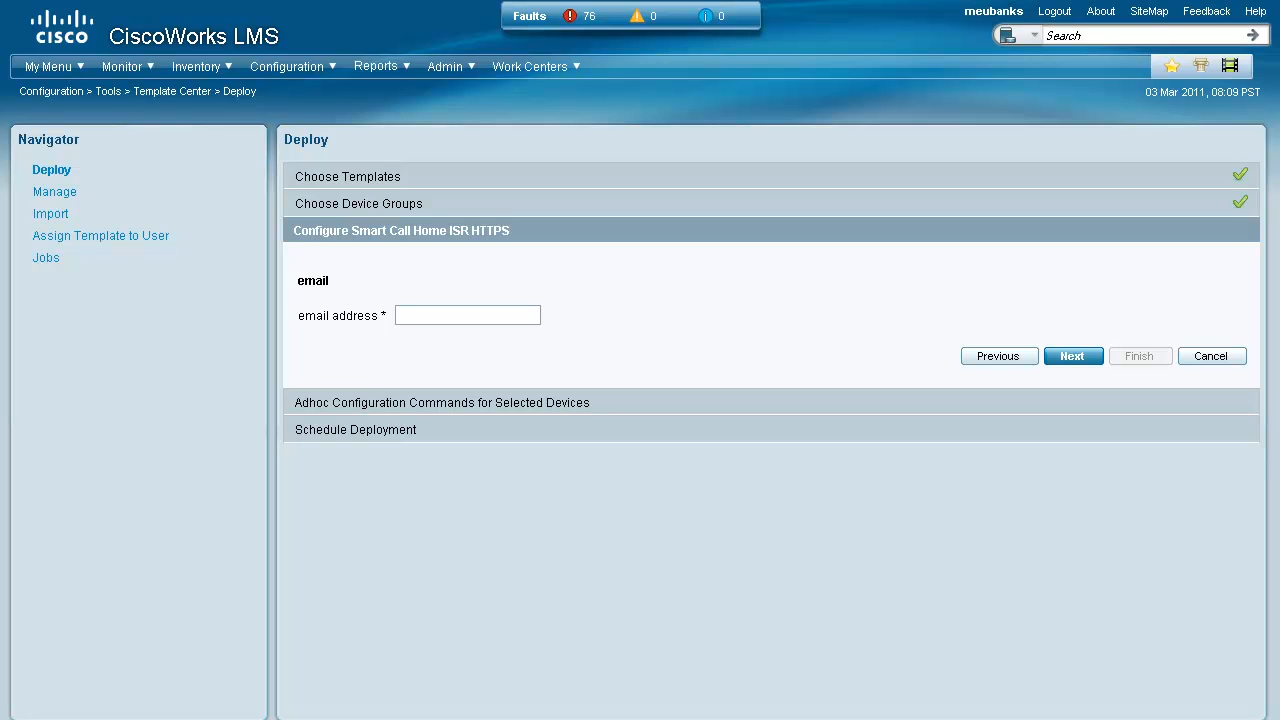 Faults 76 0 0
meubanks Logout About SiteMap Feedback Help
CISCO CiscoWorks LMS
Search
My Menu Monitor Inventory Configuration Reports Admin Work Centers
Configuration > Tools > Template Center > Deploy
03 Mar 2011, 08:09 PST
Navigator
Deploy
Manage
Import
Assign Template to User
Jobs
Deploy
Choose Templates
Choose Device Groups
Configure Smart Call Home ISR HTTPS
email
email address *
Previous Next Finish Cancel
Adhoc Configuration Commands for Selected Devices
Schedule Deployment